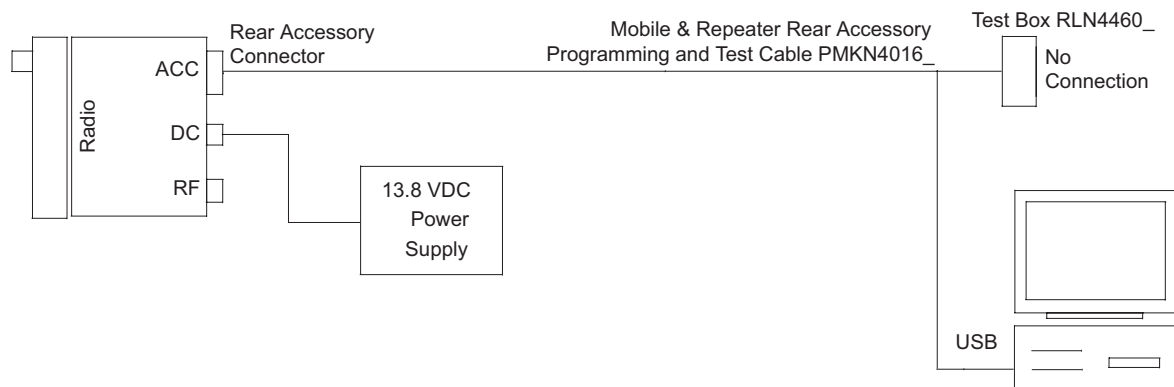 Test Box RLN4460_
Rear Accessory
Connector
Mobile & Repeater Rear Accessory
Programming and Test Cable PMKN4016_
No
Connection
ACC
Radio
DC
RF
13.8 VDC
Power
Supply
USB